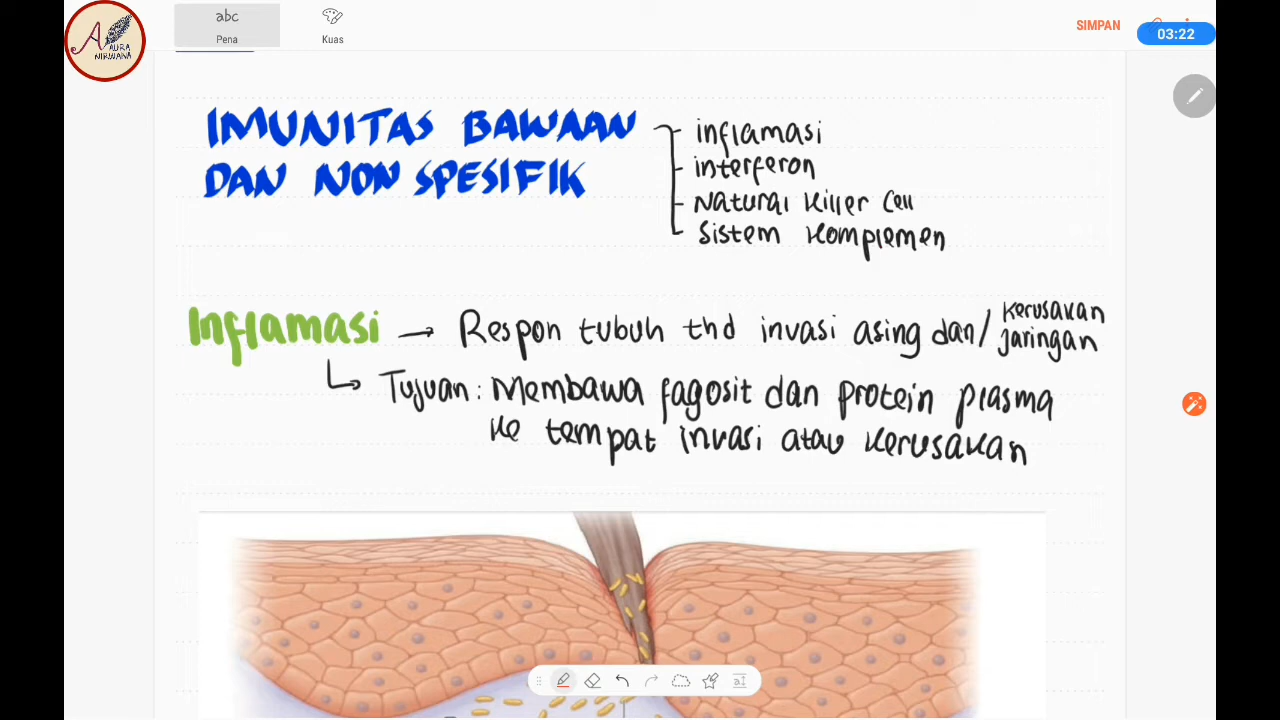 AURA
NIRWANA
abc
Pena
Kuas
SIMPAN
03:22
IMUNITAS BAWAAN
DAN NON SPESIFIK
inflamasi
interferon
Natural Killer Cell
Sistem Komplemen
Inflamasi → Respon tubuh thd invasi asing dan/ kerusakan
jaringan
Tujuan: Membawa fagosit dan protein plasma
ke tempat invasi atau kerusakan